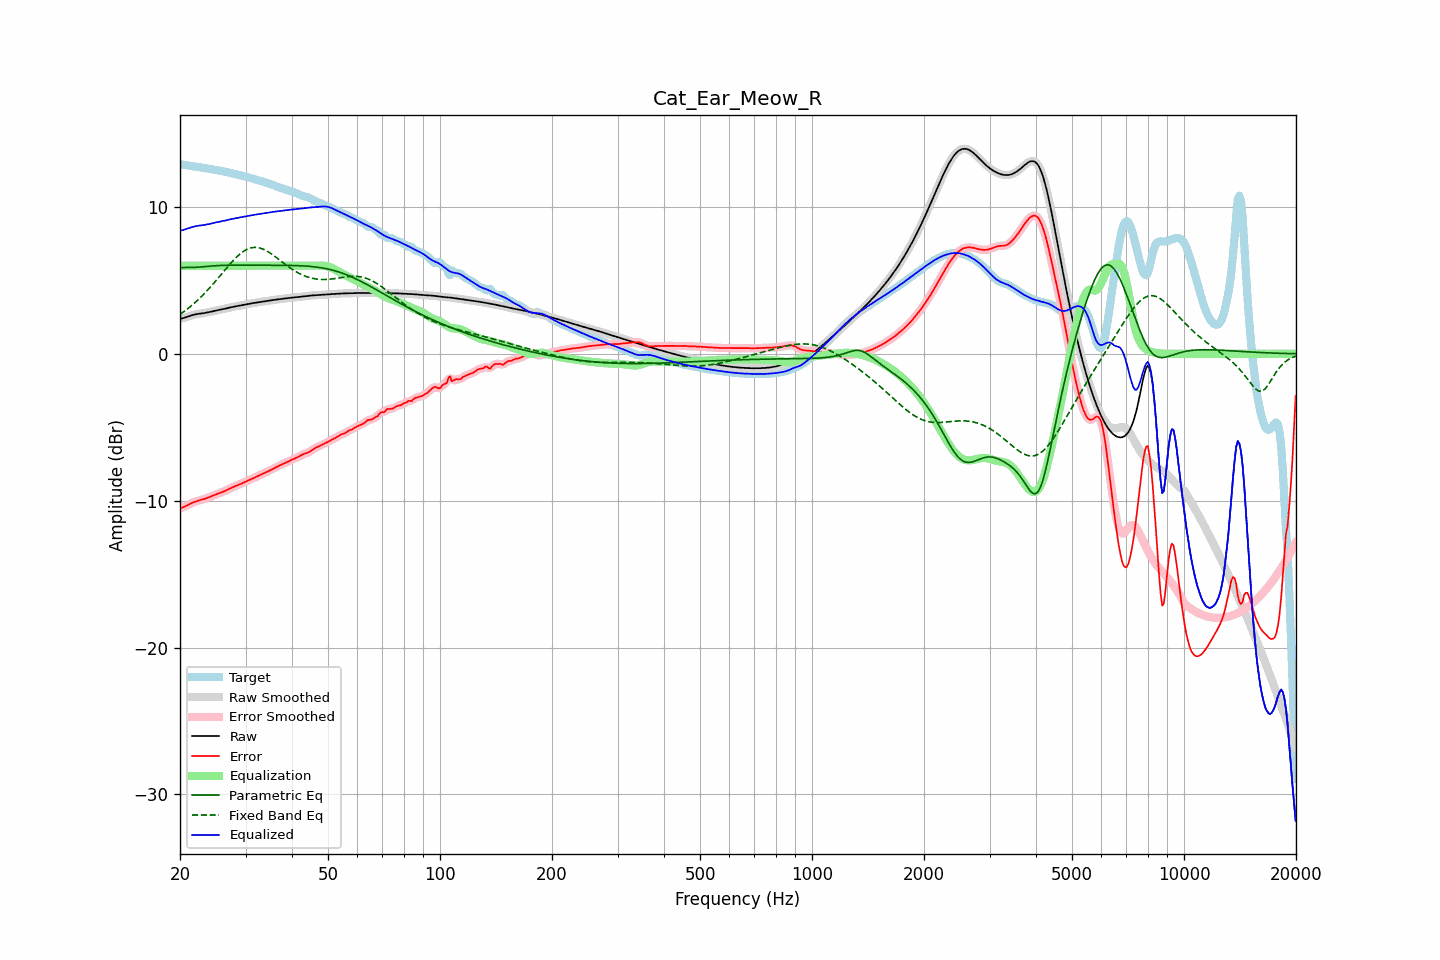 Cat_Ear_Meow_R
Amplitude (dBr)
10
0
−10
−20
−30
Target
Raw Smoothed
Error Smoothed
Raw
Error
Equalization
Parametric Eq
Fixed Band Eq
Equalized
20 50 100 200 500 1000 2000 5000 10000 20000
Frequency (Hz)